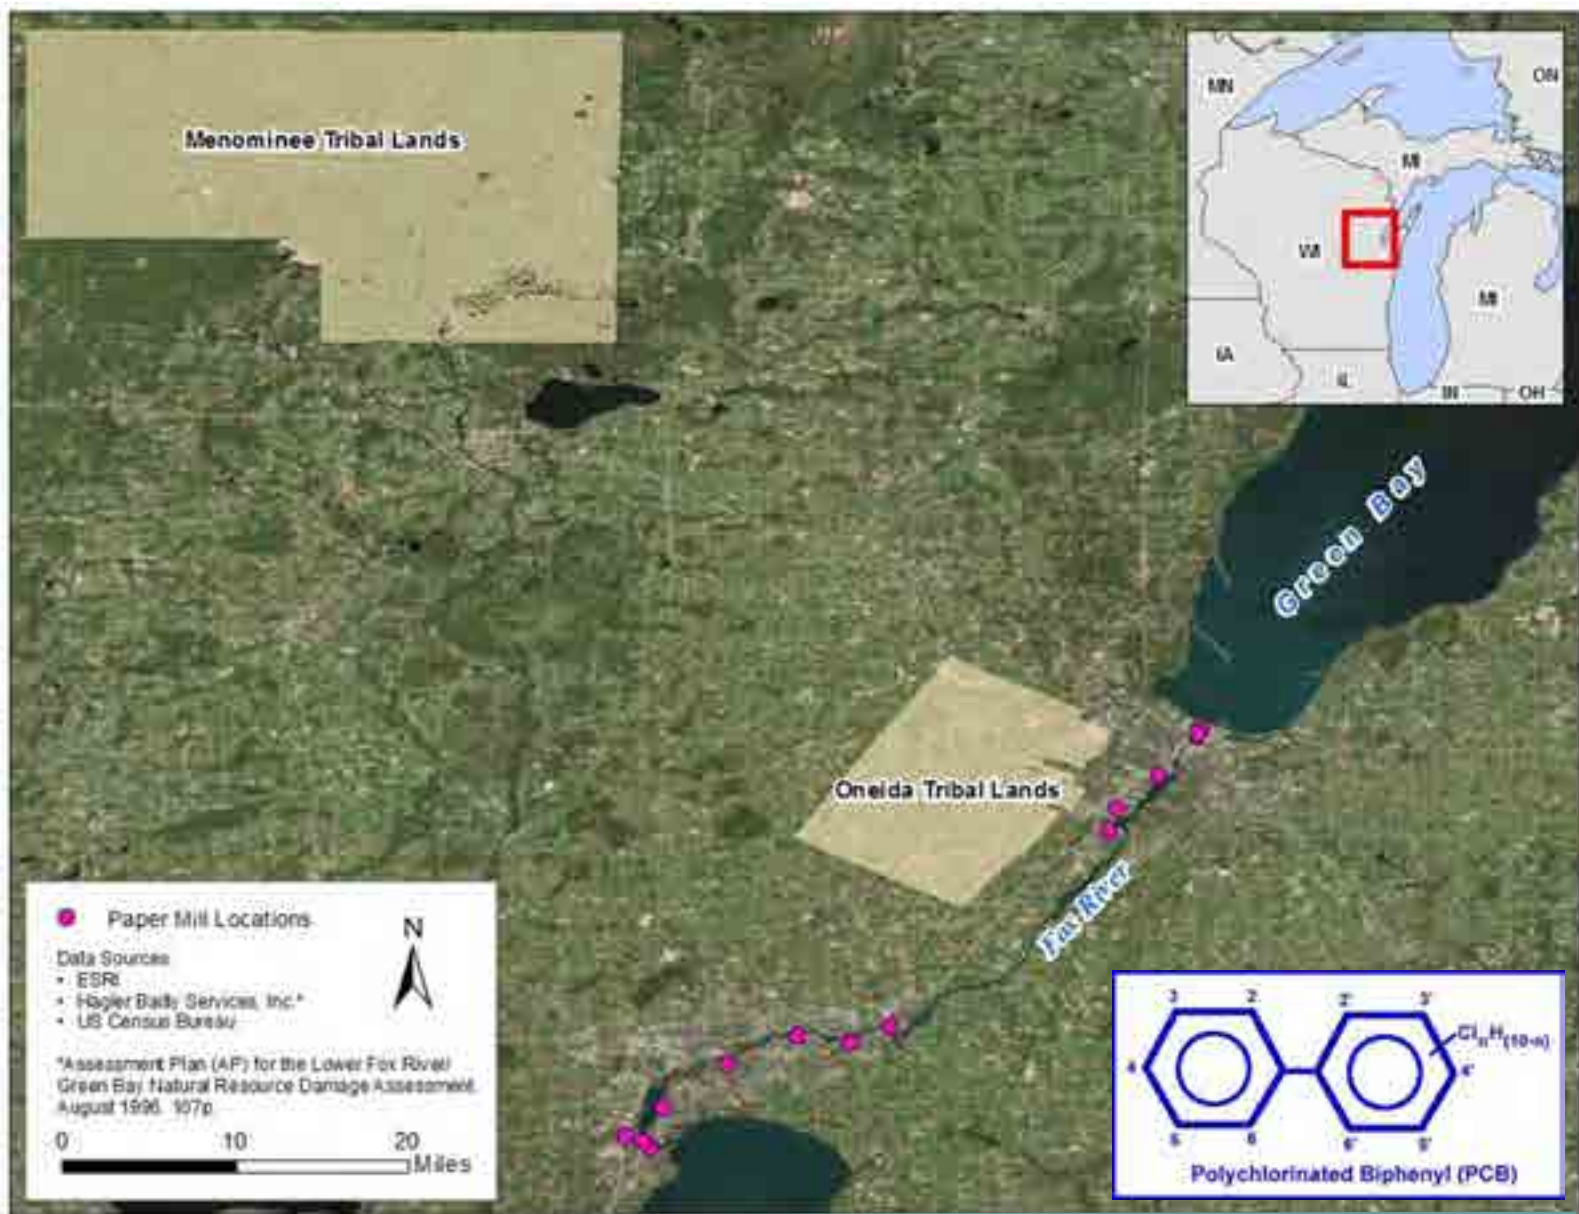 Menominee Tribal Lands
MN
ON
MI
WI
MI
IA
IL
IN
OH
Green Bay
Oneida Tribal Lands
Fox River
Paper Mill Locations
N
Data Sources
• ESRI
• Hagler Bailly Services, Inc.*
• US Census Bureau
*Assessment Plan (AP) for the Lower Fox River/
Green Bay Natural Resource Damage Assessment.
August 1996. 167p
0 10 20
Miles
3 2 2' 3'
ClnH(10-n)
4 4'
5 6 6' 5'
Polychlorinated Biphenyl (PCB)